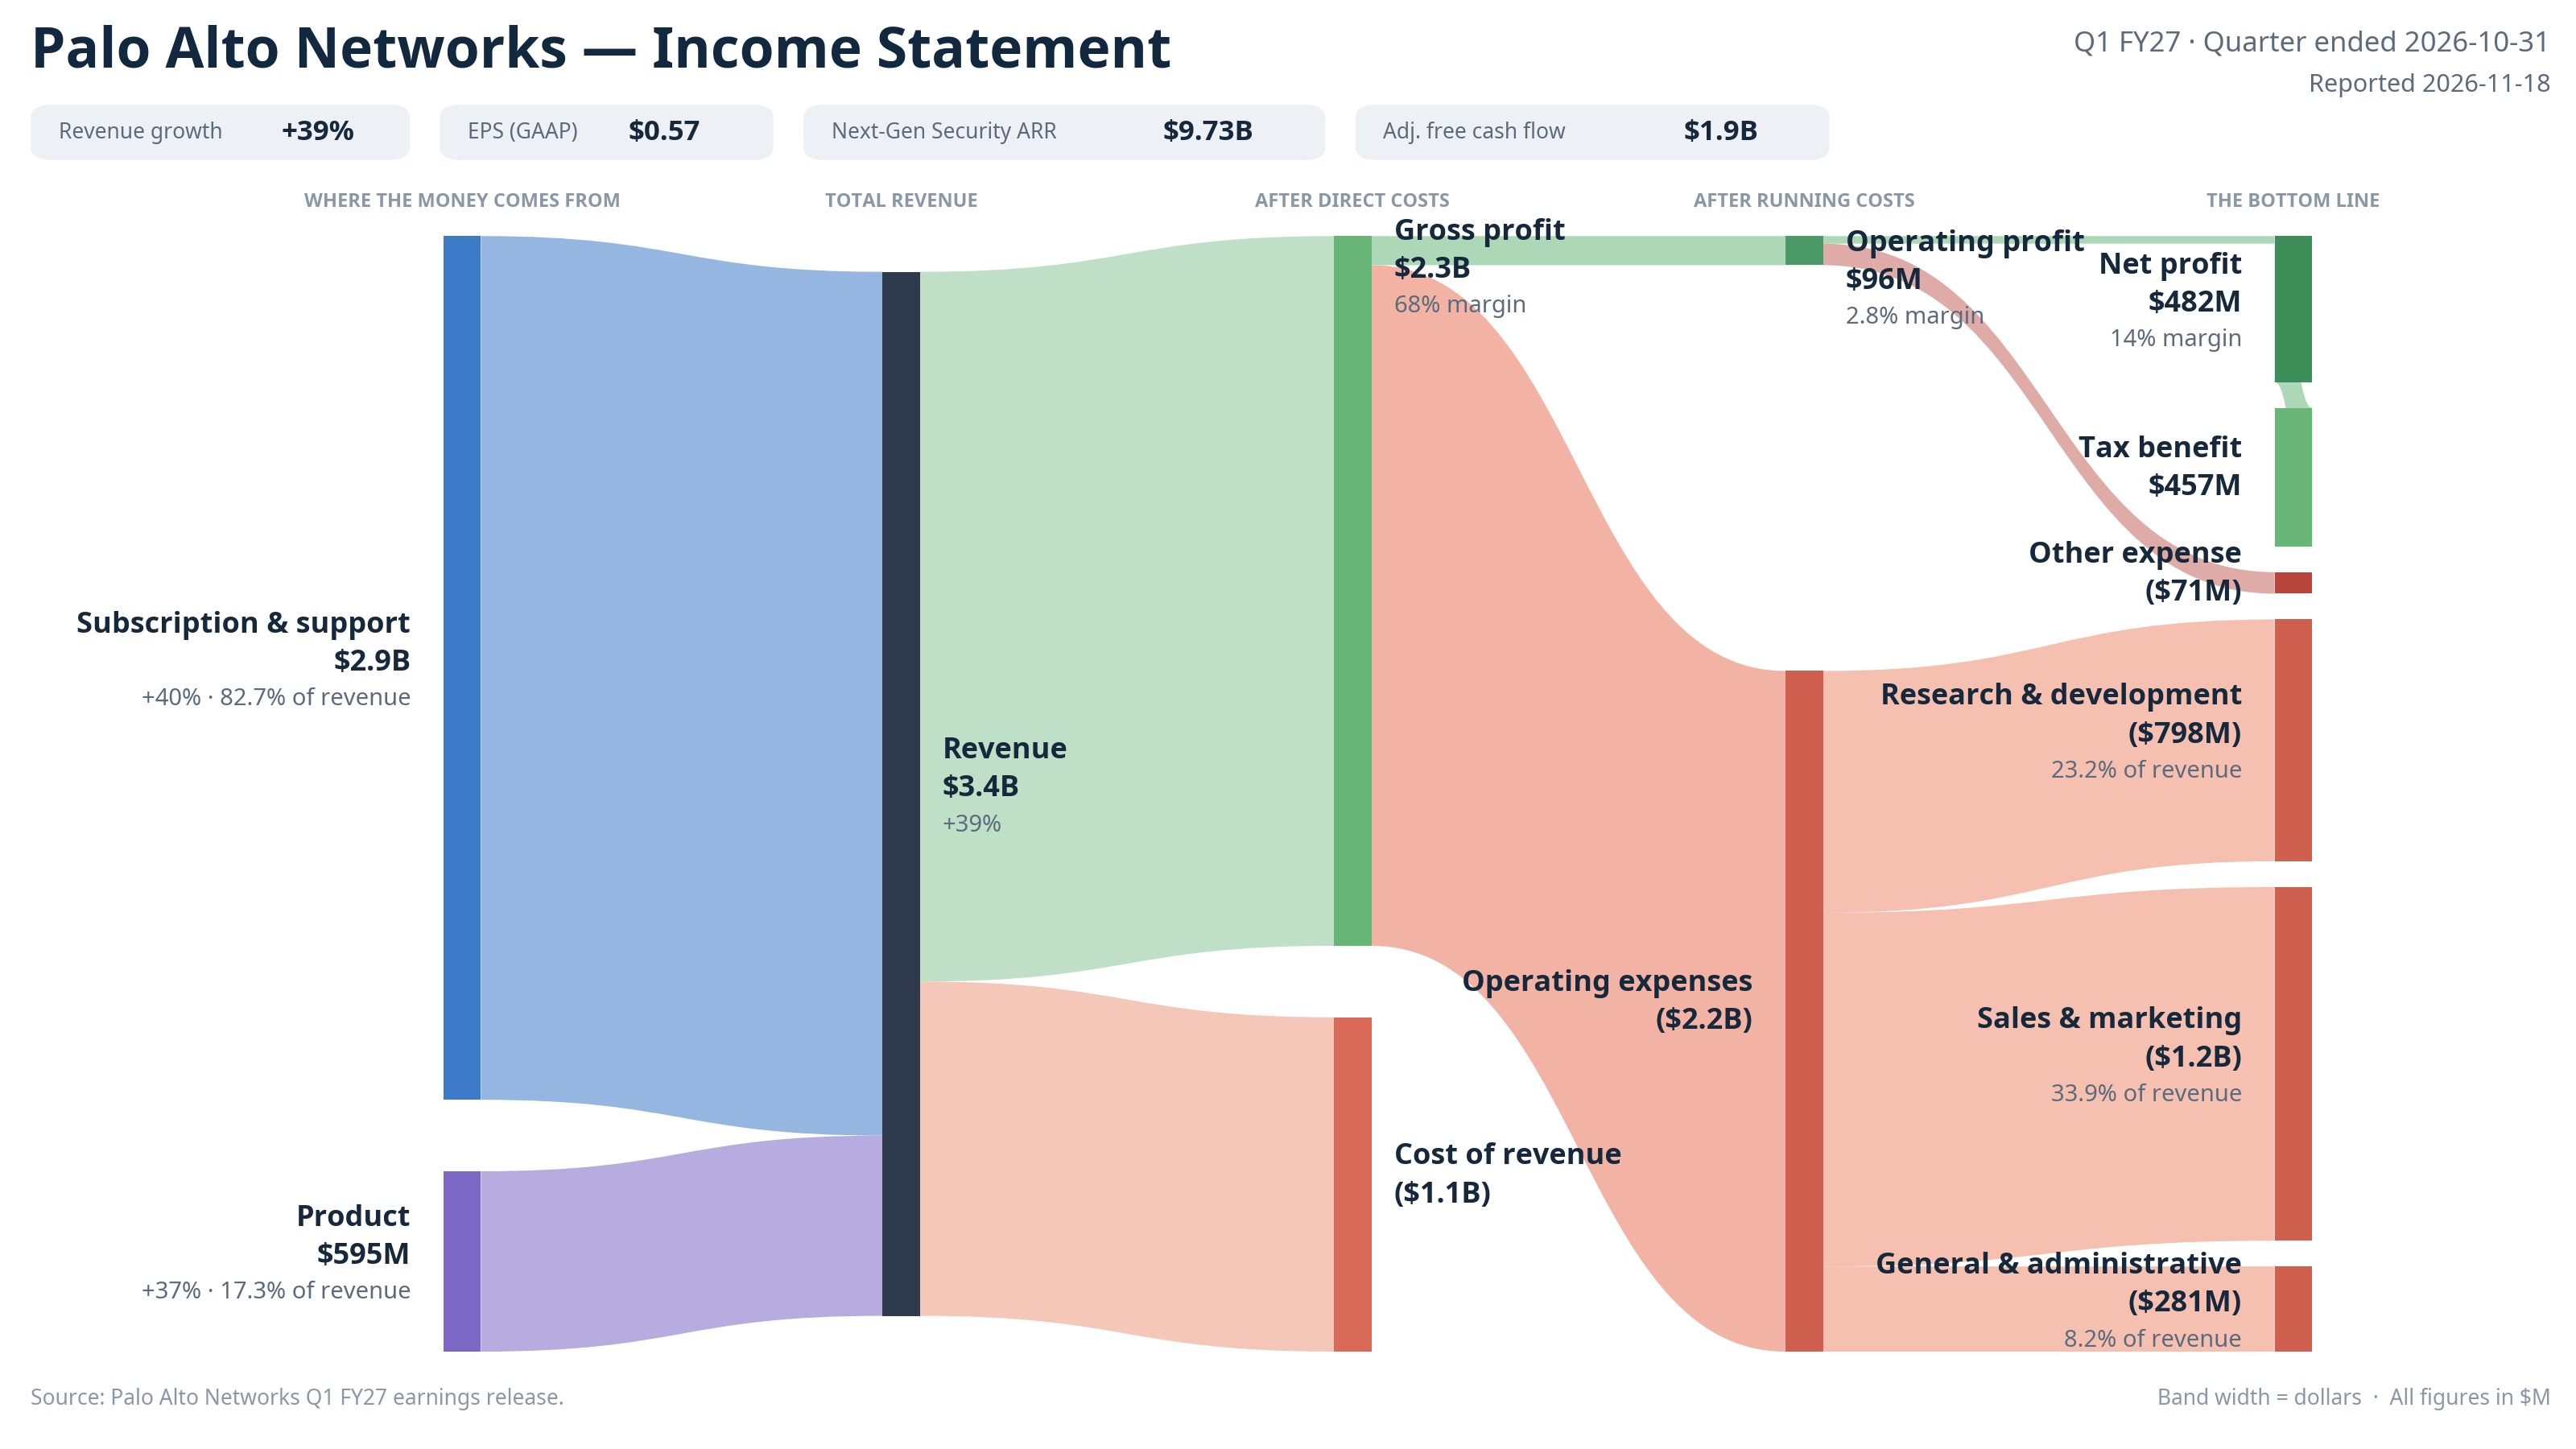 Palo Alto Networks — Income Statement
Q1 FY27 · Quarter ended 2026-10-31
Reported 2026-11-18
Revenue growth +39%
EPS (GAAP) $0.57
Next-Gen Security ARR $9.73B
Adj. free cash flow $1.9B
WHERE THE MONEY COMES FROM
TOTAL REVENUE
AFTER DIRECT COSTS
AFTER RUNNING COSTS
THE BOTTOM LINE
Subscription & support
$2.9B
+40% · 82.7% of revenue
Product
$595M
+37% · 17.3% of revenue
Revenue
$3.4B
+39%
Gross profit
$2.3B
68% margin
Cost of revenue
($1.1B)
Operating profit
$96M
2.8% margin
Operating expenses
($2.2B)
Net profit
$482M
14% margin
Tax benefit
$457M
Other expense
($71M)
Research & development
($798M)
23.2% of revenue
Sales & marketing
($1.2B)
33.9% of revenue
General & administrative
($281M)
8.2% of revenue
Source: Palo Alto Networks Q1 FY27 earnings release.
Band width = dollars · All figures in $M